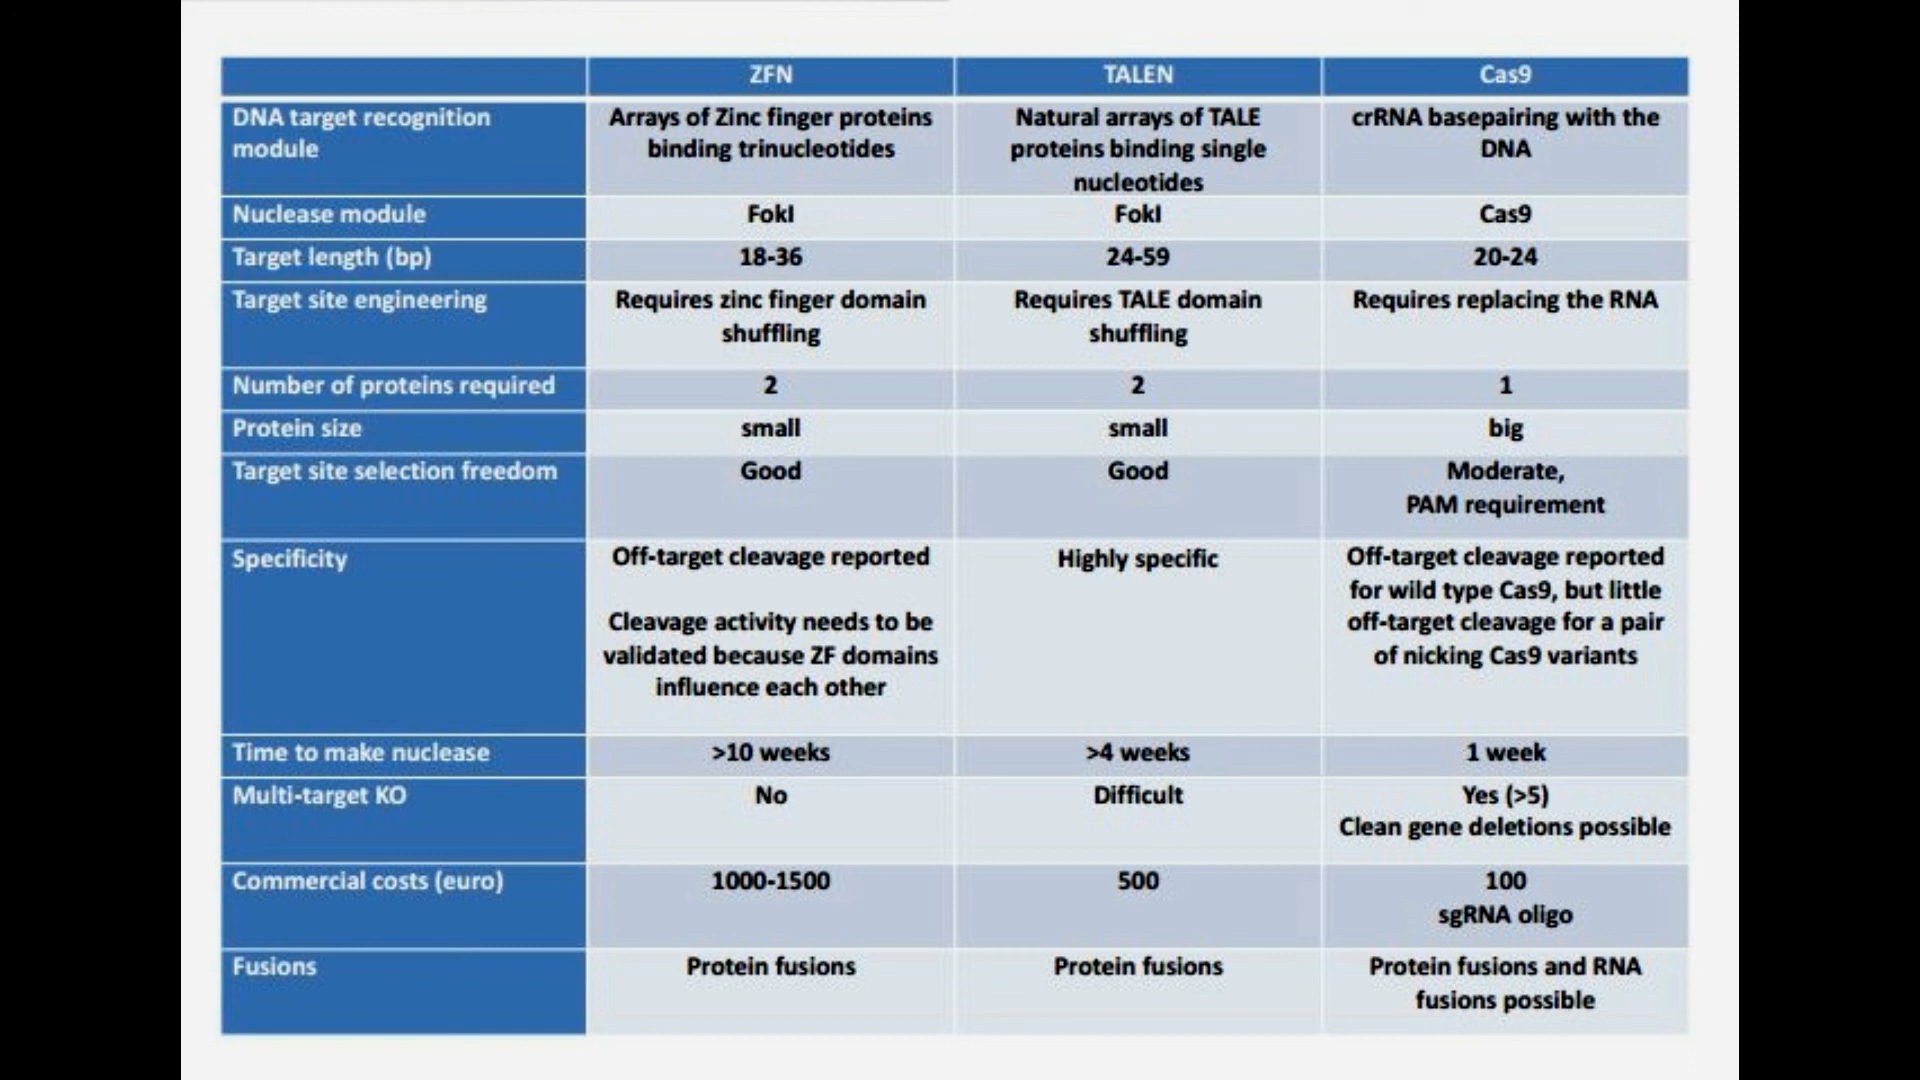 ZFN TALEN Cas9
DNA target recognition module
Arrays of Zinc finger proteins
binding trinucleotides
Natural arrays of TALE
proteins binding single
nucleotides
crRNA basepairing with the
DNA
Nuclease module FokI FokI Cas9
Target length (bp) 18-36 24-59 20-24
Target site engineering
Requires zinc finger domain
shuffling
Requires TALE domain
shuffling
Requires replacing the RNA
Number of proteins required 2 2 1
Protein size small small big
Target site selection freedom Good Good
Moderate,
PAM requirement
Specificity
Off-target cleavage reported
Cleavage activity needs to be
validated because ZF domains
influence each other
Highly specific
Off-target cleavage reported
for wild type Cas9, but little
off-target cleavage for a pair
of nicking Cas9 variants
Time to make nuclease >10 weeks >4 weeks 1 week
Multi-target KO No Difficult
Yes (>5)
Clean gene deletions possible
Commercial costs (euro) 1000-1500 500
100
sgRNA oligo
Fusions Protein fusions Protein fusions
Protein fusions and RNA
fusions possible